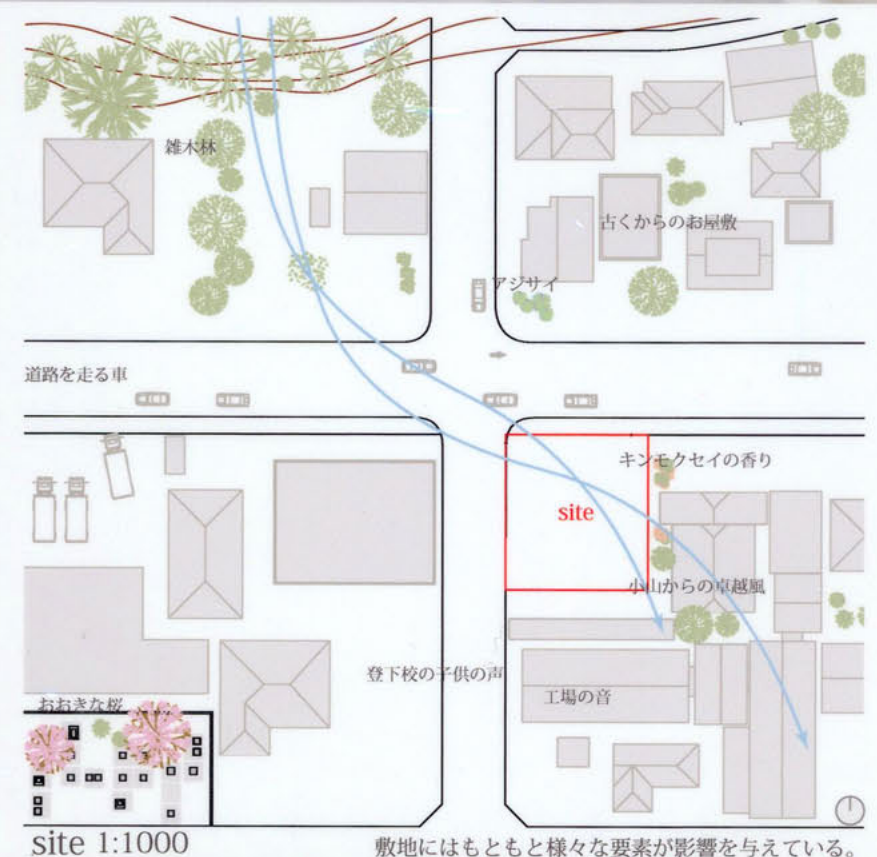 雑木林
古くからのお屋敷
アジサイ
道路を走る車
キンモクセイの香り
site
小山からの卓越風
登下校の子供の声
工場の音
おおきな桜
site 1:1000
敷地にはもともと様々な要素が影響を与えている。